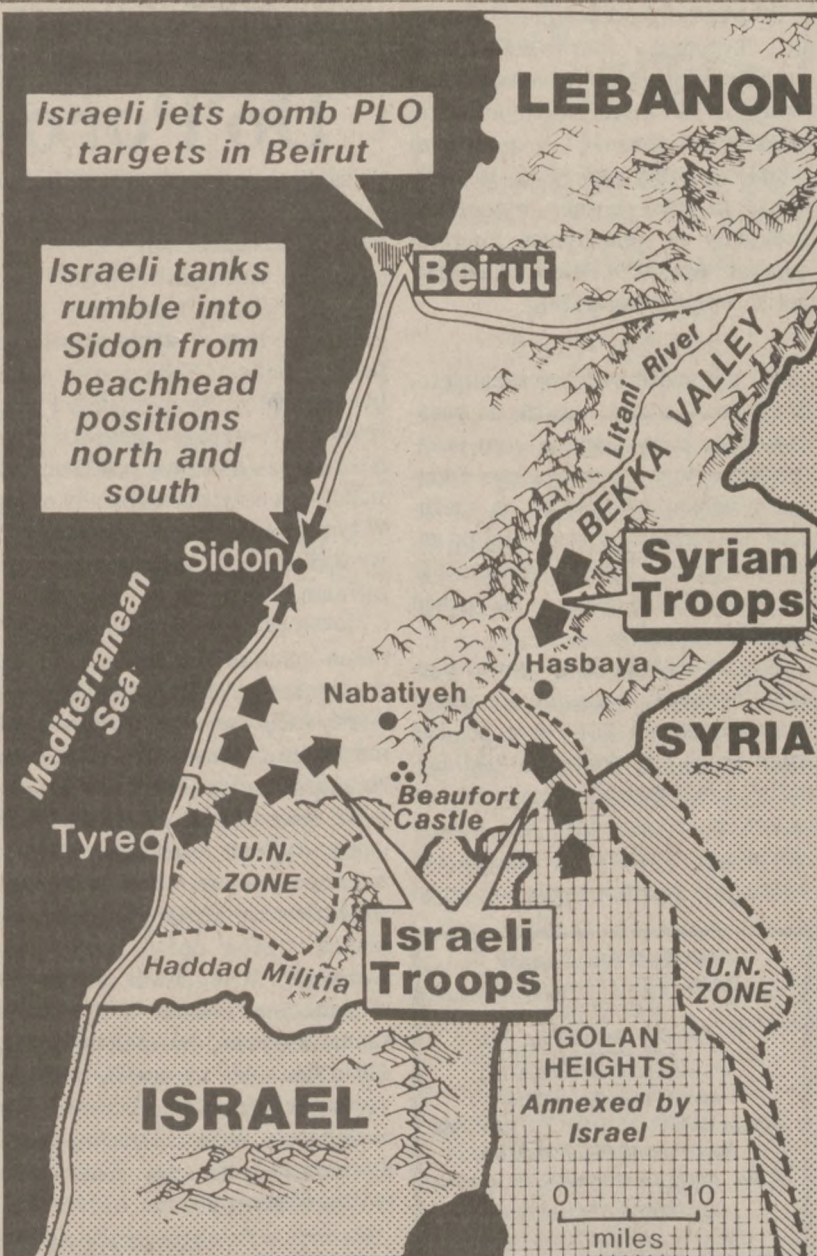 LEBANON
Israeli jets bomb PLO
targets in Beirut
Israeli tanks
rumble into
Sidon from
beachhead
positions
north and
south
Beirut
Litani River
BEKKA VALLEY
Sidon
Syrian
Troops
Mediterranean
Sea
Hasbaya
Nabatiyeh
SYRIA
Beaufort
Castle
Tyre
U.N.
ZONE
Israeli
Troops
Haddad Militia
U.N.
ZONE
GOLAN
HEIGHTS
Annexed by
Israel
ISRAEL
0 10
miles